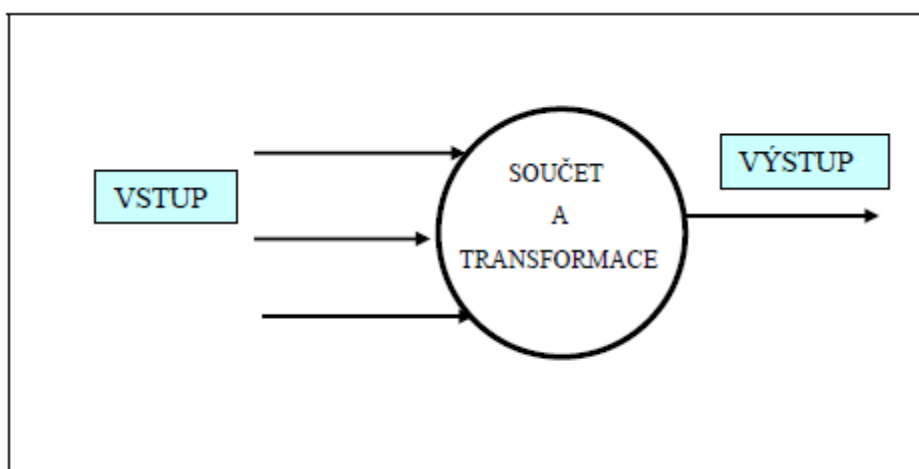 VSTUP
SOUČET
A
TRANSFORMACE
VÝSTUP